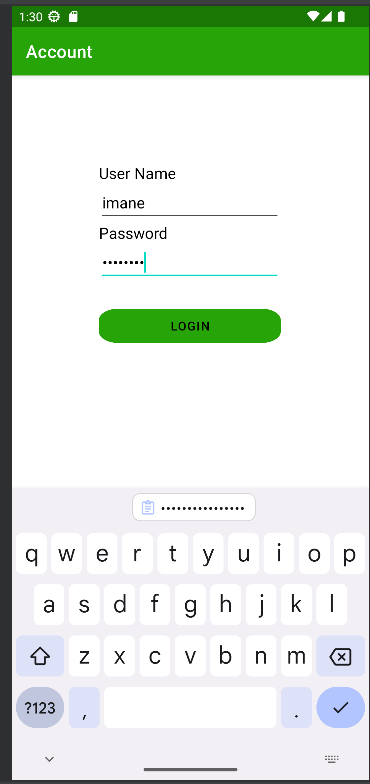 1:30
Account
User Name
imane
Password
••••••••
LOGIN
••••••••••••••••
q w e r t y u i o p
a s d f g h j k l
z x c v b n m
?123 , .